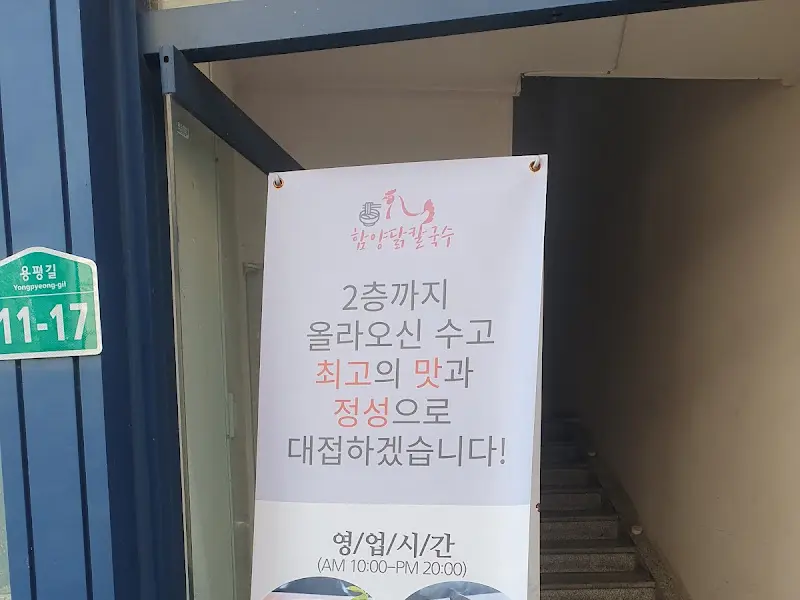 용평길
Yongpyeong-gil
11-17
함양닭칼국수
2층까지
올라오신 수고
최고의 맛과
정성으로
대접하겠습니다!
영/업/시/간
(AM 10:00~PM 20:00)